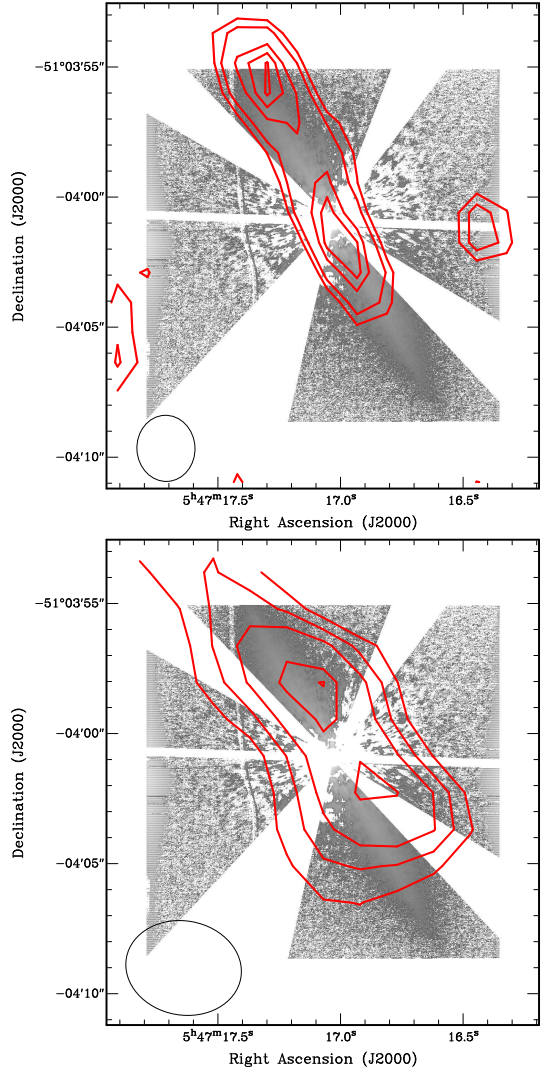 −51°03′55″
−04′00″
−04′05″
−04′10″
Declination (J2000)
5ʰ47ᵐ17.5ˢ 17.0ˢ 16.5ˢ
Right Ascension (J2000)
−51°03′55″
−04′00″
−04′05″
−04′10″
Declination (J2000)
5ʰ47ᵐ17.5ˢ 17.0ˢ 16.5ˢ
Right Ascension (J2000)